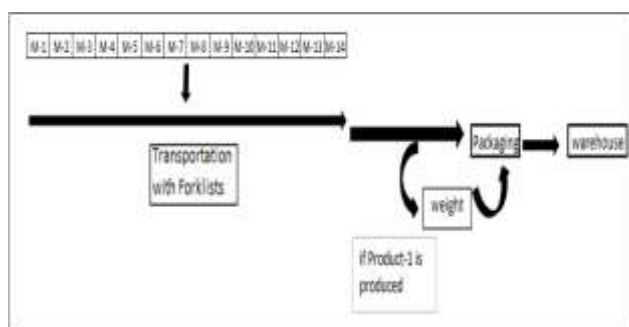 M-1 M-2 M-3 M-4 M-5 M-6 M-7 M-8 M-9 M-10 M-11 M-12 M-13 M-14
Transportation
with Forklists
Packaging
warehouse
weight
if Product-1 is
produced